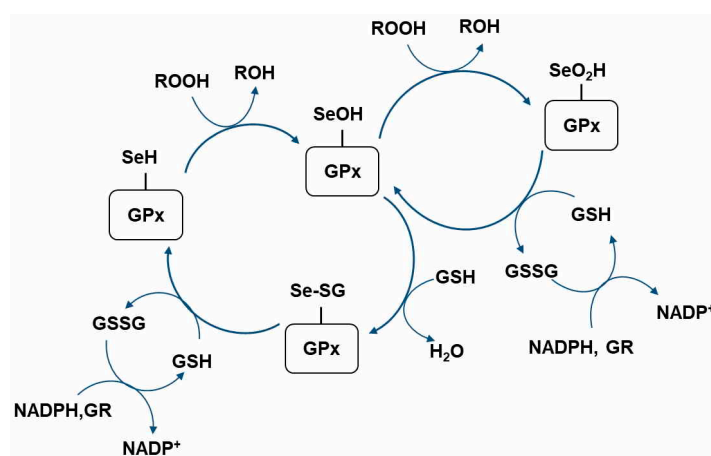 ROOH
ROH
ROOH
ROH
SeO₂H
GPx
SeOH
GPx
SeH
GPx
GSH
GSSG
NADP⁺
NADPH, GR
GSH
H₂O
Se-SG
GPx
GSSG
GSH
NADPH,GR
NADP⁺